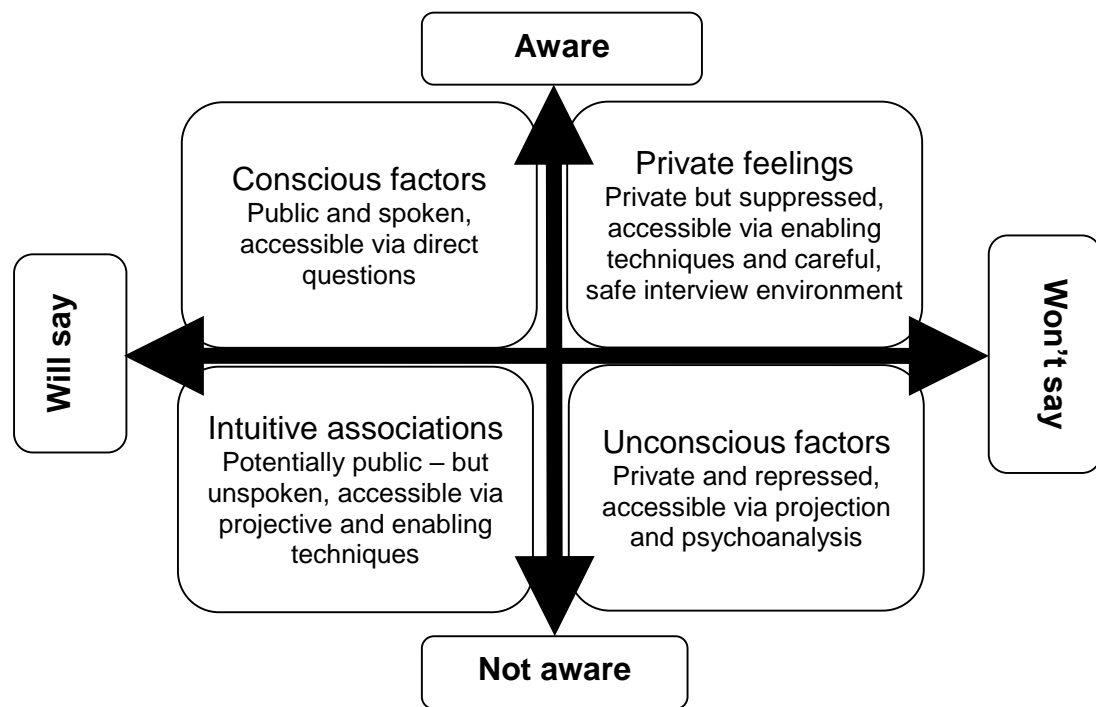 Aware
Conscious factors
Public and spoken,
accessible via direct
questions
Private feelings
Private but suppressed,
accessible via enabling
techniques and careful,
safe interview environment
Will say
Won’t say
Intuitive associations
Potentially public – but
unspoken, accessible via
projective and enabling
techniques
Unconscious factors
Private and repressed,
accessible via projection
and psychoanalysis
Not aware